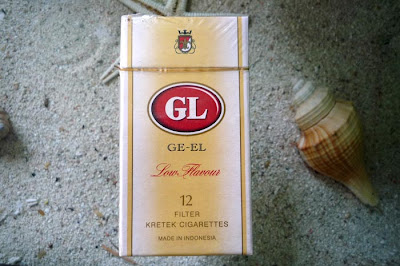 GL
GE-EL
Low Flavour
12
FILTER
KRETEK CIGARETTES
MADE IN INDONESIA